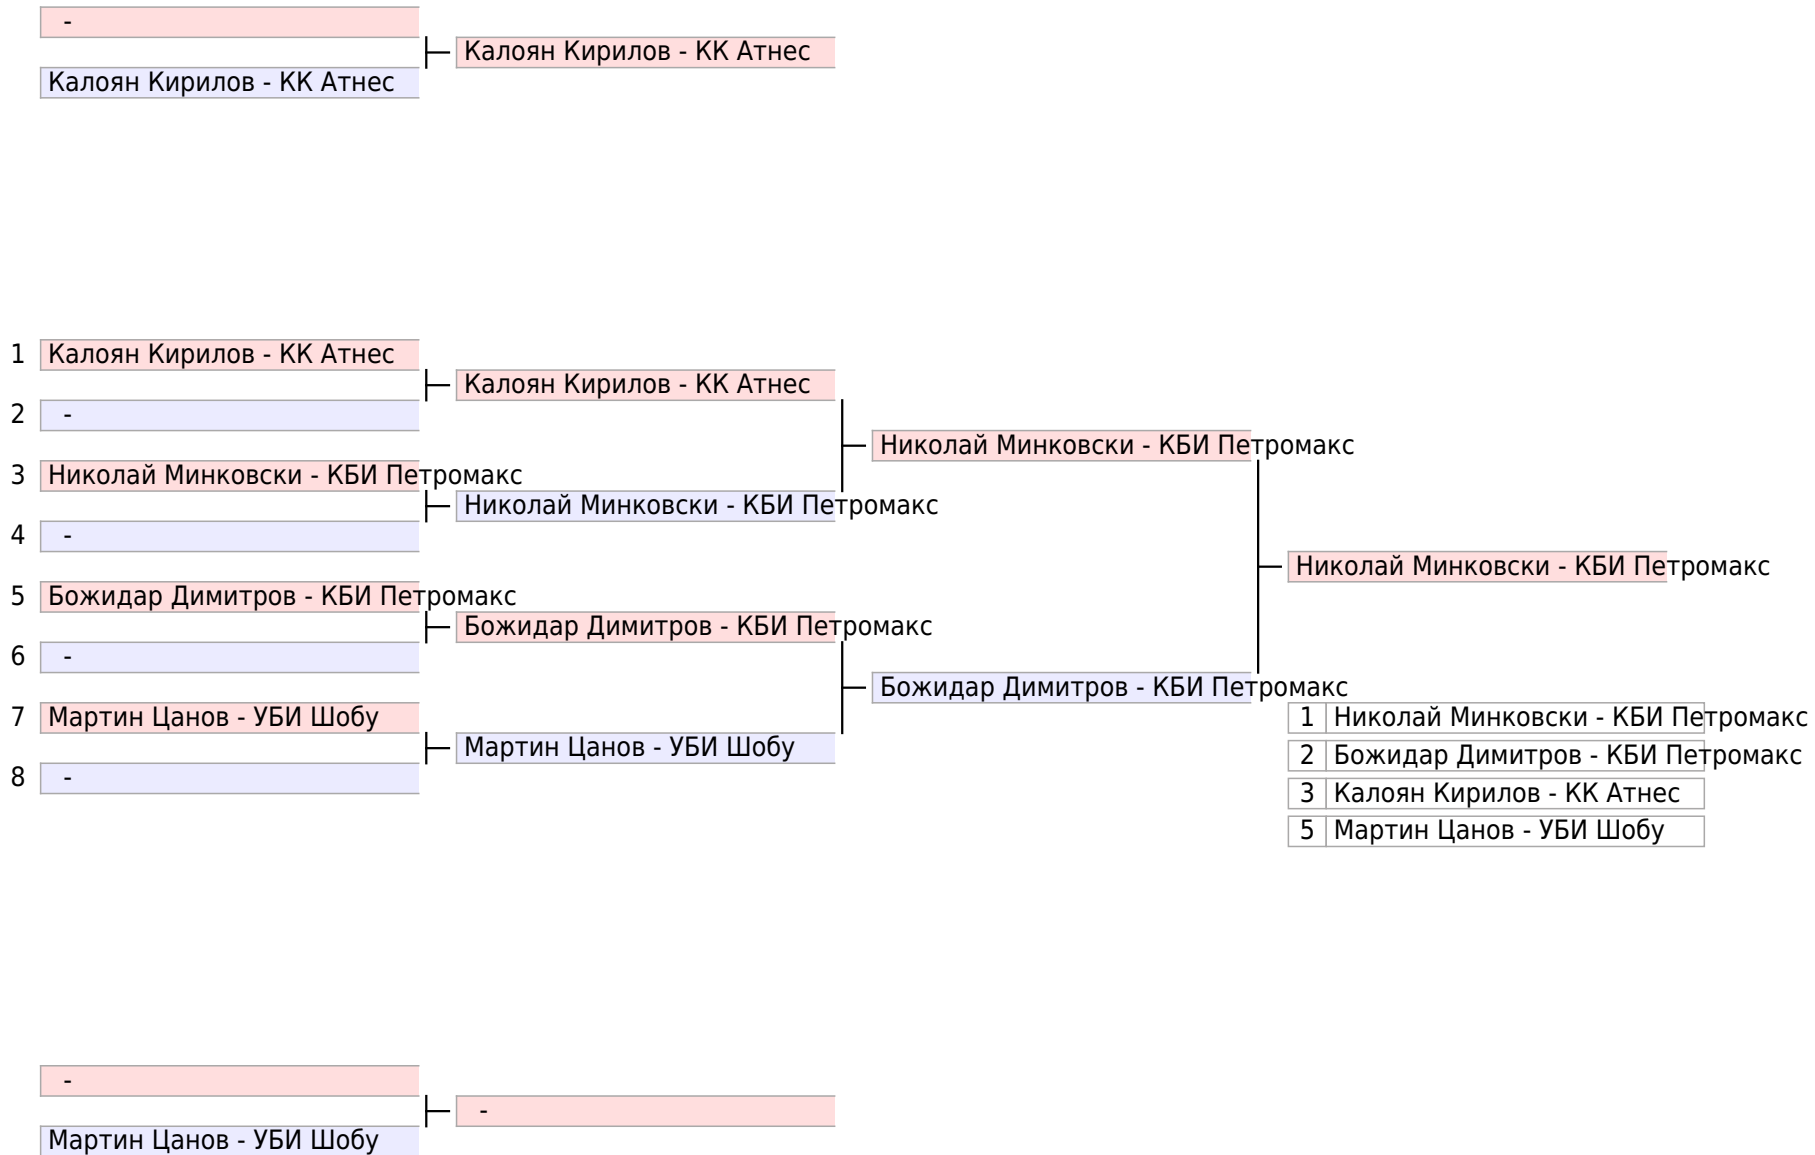 -
Калоян Кирилов - КК Атнес
Калоян Кирилов - КК Атнес
1 Калоян Кирилов - КК Атнес
Калоян Кирилов - КК Атнес
2 -
Николай Минковски - КБИ Петромакс
3 Николай Минковски - КБИ Петромакс
Николай Минковски - КБИ Петромакс
4 -
Николай Минковски - КБИ Петромакс
5 Божидар Димитров - КБИ Петромакс
Божидар Димитров - КБИ Петромакс
6 -
Божидар Димитров - КБИ Петромакс
7 Мартин Цанов - УБИ Шобу
Мартин Цанов - УБИ Шобу
8 -
1 Николай Минковски - КБИ Петромакс
2 Божидар Димитров - КБИ Петромакс
3 Калоян Кирилов - КК Атнес
5 Мартин Цанов - УБИ Шобу
-
-
Мартин Цанов - УБИ Шобу